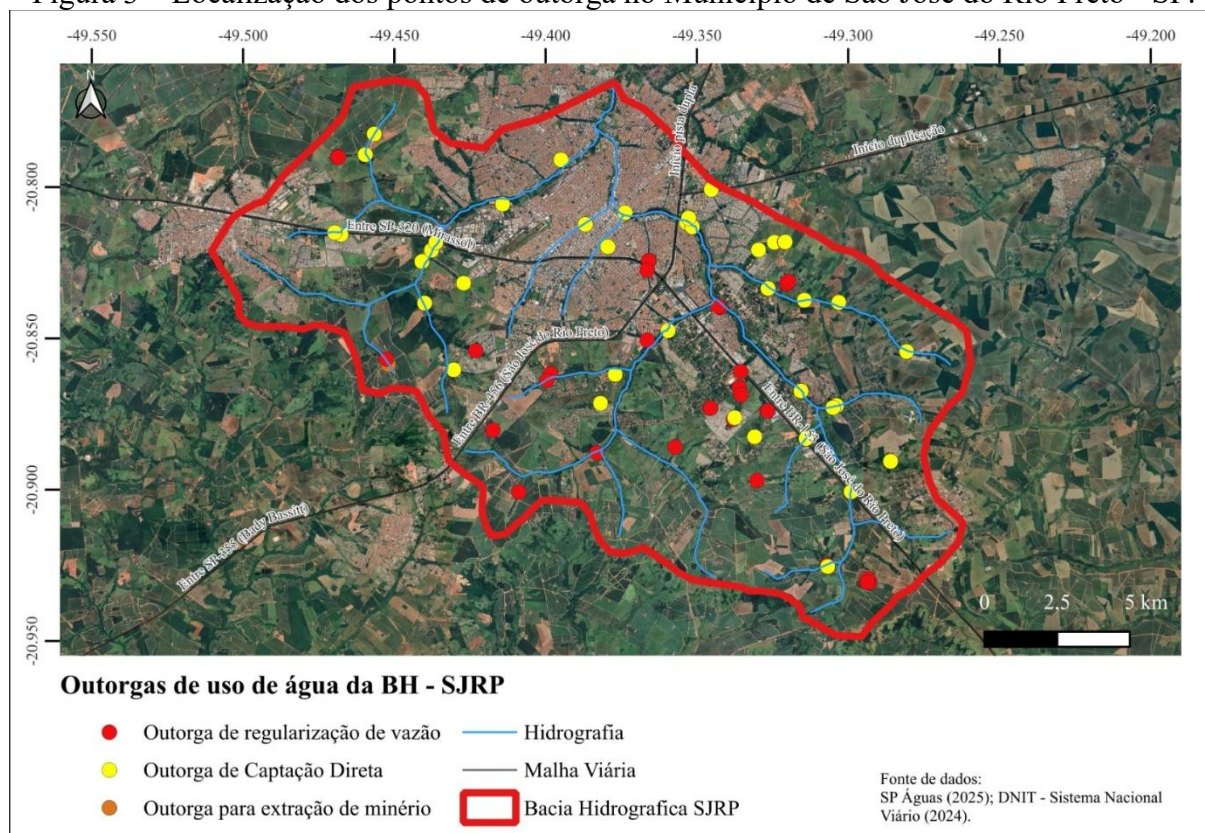 Figura 3 – Localização dos pontos de outorga no Município de São José do Rio Preto - SP.
-49.550 -49.500 -49.450 -49.400 -49.350 -49.300 -49.250 -49.200
N
-20.800
-20.850
-20.900
-20.950
Início pista dupla
Início duplicação
Entre SP-320 (Mirassol)
Entre BR-456 (São José do Rio Preto)
Entre BR-153 (São José do Rio Preto)
Entre SP-355 (Bady Bassitt)
0 2,5 5 km
Outorgas de uso de água da BH - SJRP
Outorga de regularização de vazão
Hidrografia
Outorga de Captação Direta
Malha Viária
Outorga para extração de minério
Bacia Hidrografica SJRP
Fonte de dados:
SP Águas (2025); DNIT - Sistema Nacional
Viário (2024).